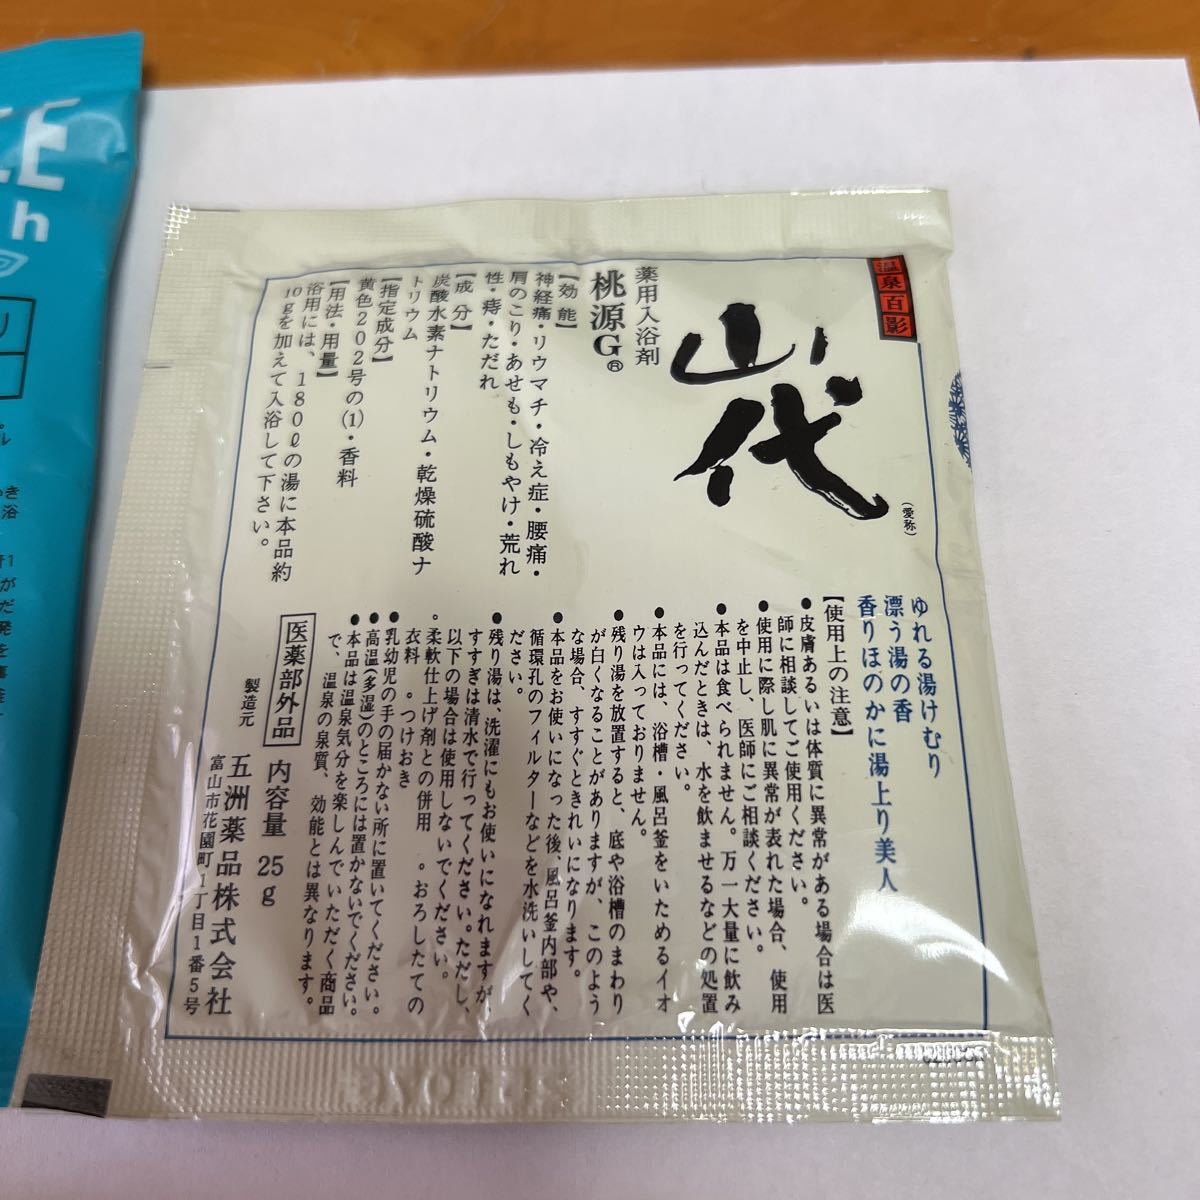 温泉百影
山代
（愛称）
薬用入浴剤
桃源G®
【効能】
神経痛・リウマチ・冷え症・腰痛・
肩のこり・あせも・しもやけ・荒れ
性・痔・ただれ
【成分】
炭酸水素ナトリウム・乾燥硫酸ナ
トリウム
【指定成分】
黄色202号の(1)・香料
【用法・用量】
浴用には、180ℓの湯に本品約
10gを加えて入浴して下さい。
ゆれる湯けむり
漂う湯の香
香りほのかに湯上り美人
【使用上の注意】
●皮膚あるいは体質に異常がある場合は医
師に相談してご使用ください。
●使用に際し肌に異常が表れた場合、使用
を中止し、医師にご相談ください。
●本品は食べられません。万一大量に飲み
込んだときは、水を飲ませるなどの処置
を行ってください。
●本品には、浴槽・風呂釜をいためるイオ
ウは入っておりません。
●残り湯を放置すると、底や浴槽のまわり
が白くなることがありますが、このよう
な場合、すすぐときれいになります。
●本品をお使いになった後、風呂釜内部や、
循環孔のフィルターなどを水洗いしてく
ださい。
●残り湯は、洗濯にもお使いになれますが、
すすぎは清水で行ってください。ただし、
以下の場合は使用しないでください。
。柔軟仕上げ剤との併用 。おろしたての
衣料 。つけおき
●乳幼児の手の届かない所に置いてください。
●高温(多湿)のところには置かないでください。
●本品は温泉気分を楽しんでいただく商品
で、温泉の泉質、効能とは異なります。
医薬部外品 内容量 25g
製造元
五洲薬品株式会社
富山市花園町1丁目1番5号